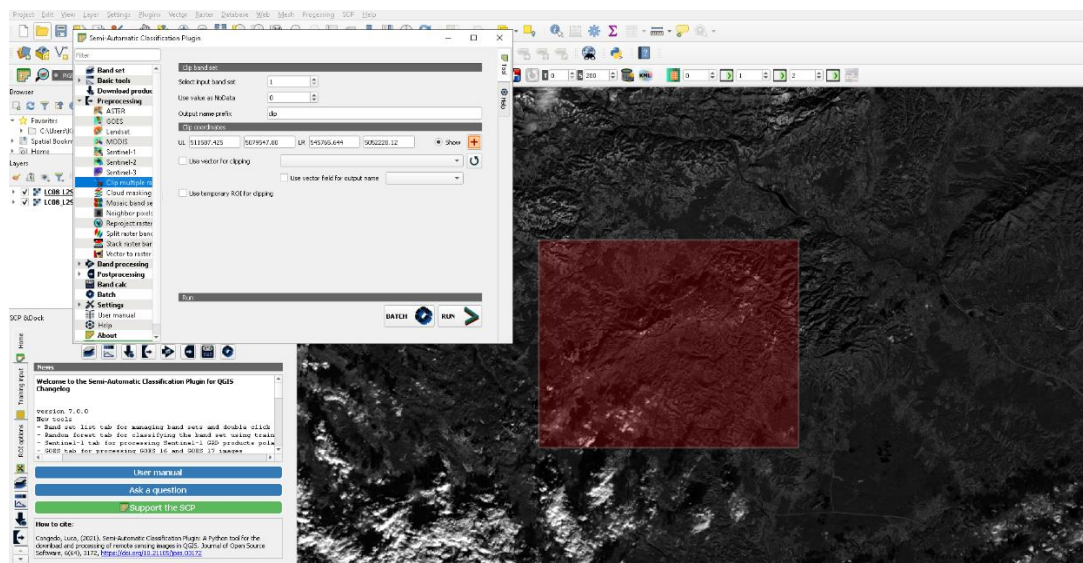 Project Edit View Layer Settings Plugins Vector Raster Database Web Mesh Processing SCP Help
Semi-Automatic Classification Plugin
Filter
Band set
Basic tools
Download produc
Preprocessing
ASTER
GOES
Landsat
MODIS
Sentinel-1
Sentinel-2
Sentinel-3
Clip multiple ra
Cloud masking
Mosaic band se
Neighbor pixels
Reproject raster
Split raster banc
Stack raster bar
Vector to raster
Band processing
Postprocessing
Band calc
Batch
Settings
User manual
Help
About
Clip band set
Select input band set
1
Use value as NoData
0
Output name prefix
clip
Clip coordinates
UL
LR
5052220.12
Show
Use vector for clipping
Use vector field for output name
Use temporary ROI for clipping
Run
BATCH
RUN
Tool
Help
0
200
KML
0
1
2
Browser
Favorites
Spatial Bookm
Home
Layers
LC08_L2S
LC08_L2S
SCP &Dock
Home
Training input
ROI options
News
Welcome to the Semi-Automatic Classification Plugin for QGIS
Changelog
version 7.0.0
New tools
- Band set list tab for managing band sets and double click
- Random forest tab for classifying the band set using train
- Sentinel-1 tab for processing Sentinel-1 GRD products pola
- GOES tab for processing GOES 16 and GOES 17 images
User manual
Ask a question
Support the SCP
How to cite:
Congedo, Luca, (2021). Semi-Automatic Classification Plugin: A Python tool for the
download and processing of remote sensing images in QGIS. Journal of Open Source
Software, 6(64), 3172, https://doi.org/10.21105/joss.03172